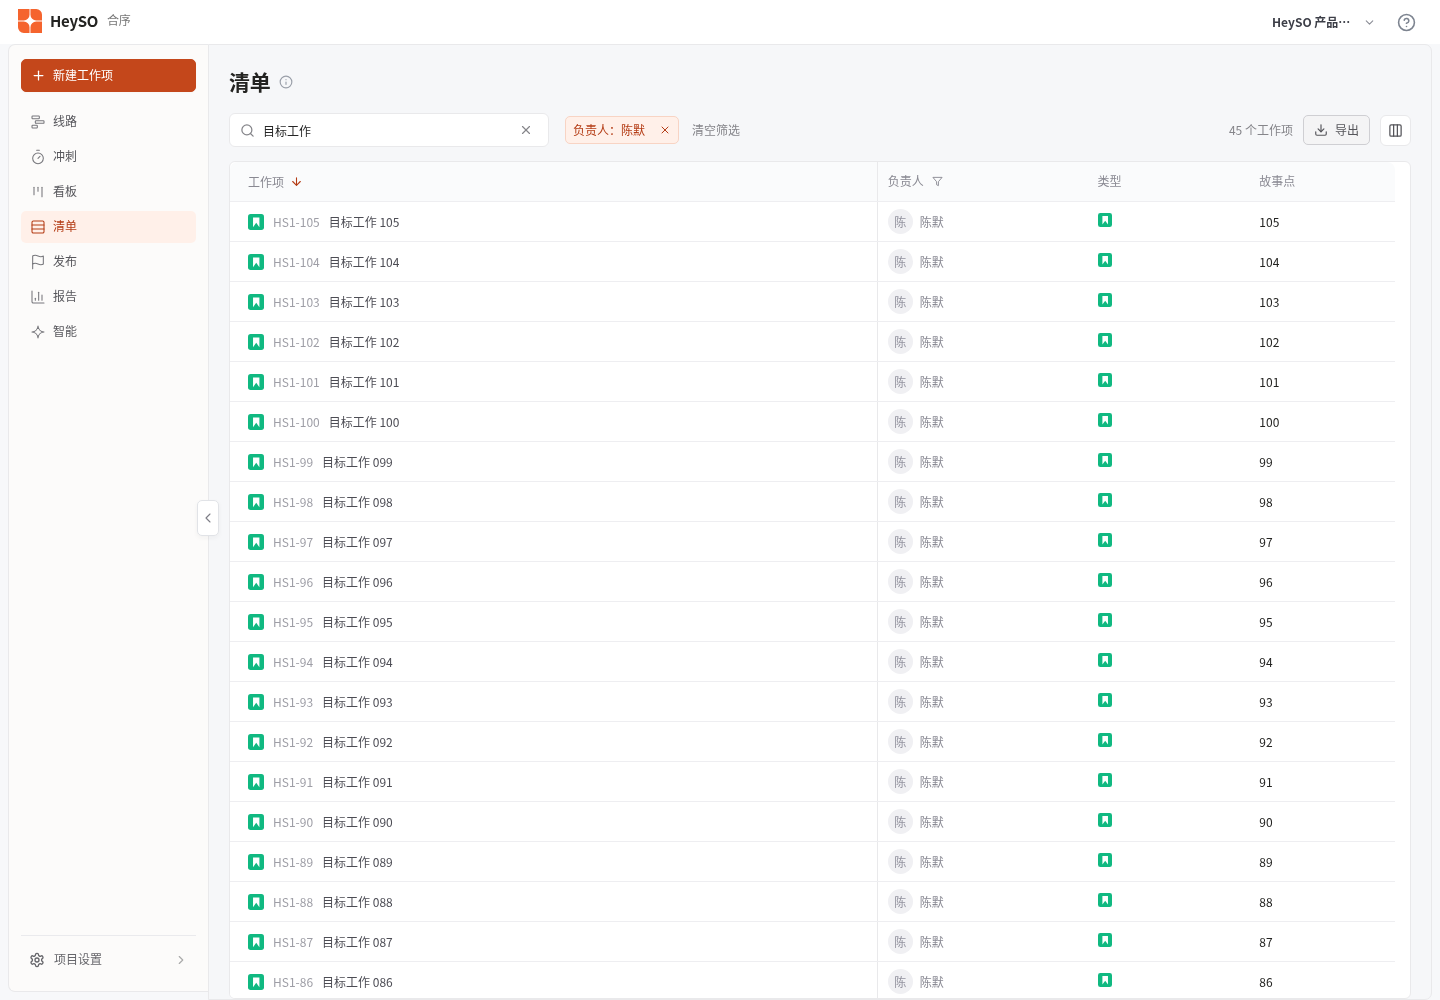 HeySO 合序
HeySO 产品…
新建工作项
线路
冲刺
看板
清单
发布
报告
智能
项目设置
清单
目标工作
负责人：陈默
清空筛选
45 个工作项
导出
工作项 负责人 类型 故事点
HS1-105 目标工作 105 陈 陈默 105
HS1-104 目标工作 104 陈 陈默 104
HS1-103 目标工作 103 陈 陈默 103
HS1-102 目标工作 102 陈 陈默 102
HS1-101 目标工作 101 陈 陈默 101
HS1-100 目标工作 100 陈 陈默 100
HS1-99 目标工作 099 陈 陈默 99
HS1-98 目标工作 098 陈 陈默 98
HS1-97 目标工作 097 陈 陈默 97
HS1-96 目标工作 096 陈 陈默 96
HS1-95 目标工作 095 陈 陈默 95
HS1-94 目标工作 094 陈 陈默 94
HS1-93 目标工作 093 陈 陈默 93
HS1-92 目标工作 092 陈 陈默 92
HS1-91 目标工作 091 陈 陈默 91
HS1-90 目标工作 090 陈 陈默 90
HS1-89 目标工作 089 陈 陈默 89
HS1-88 目标工作 088 陈 陈默 88
HS1-87 目标工作 087 陈 陈默 87
HS1-86 目标工作 086 陈 陈默 86